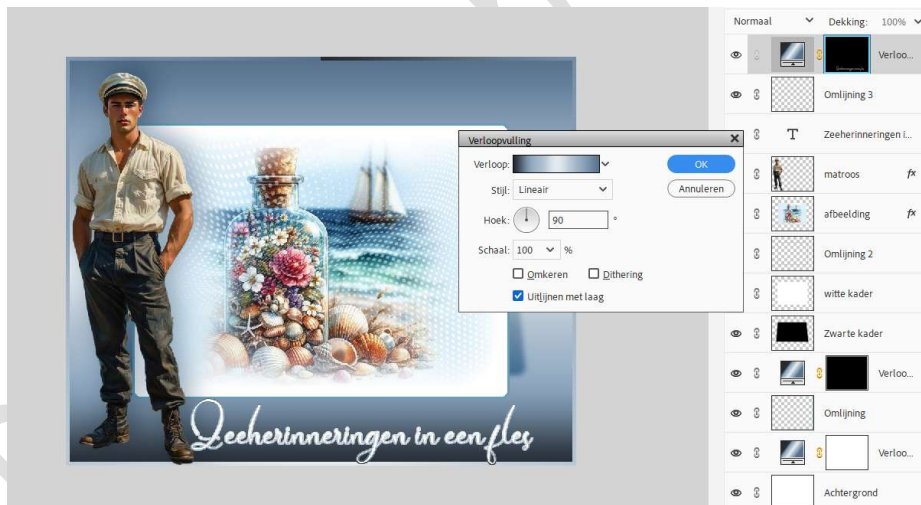 Normaal Dekking: 100%
Verloo...
Omlijning 3
Zeeherinneringen i...
matroos fx
afbeelding fx
Omlijning 2
witte kader
Zwarte kader
Verloo...
Omlijning
Verloo...
Achtergrond
Verloopvulling
Verloop:
OK
Stijl: Lineair
Annuleren
Hoek: 90 °
Schaal: 100 %
Omkeren Dithering
Uitlijnen met laag
Zeeherinneringen in een fles